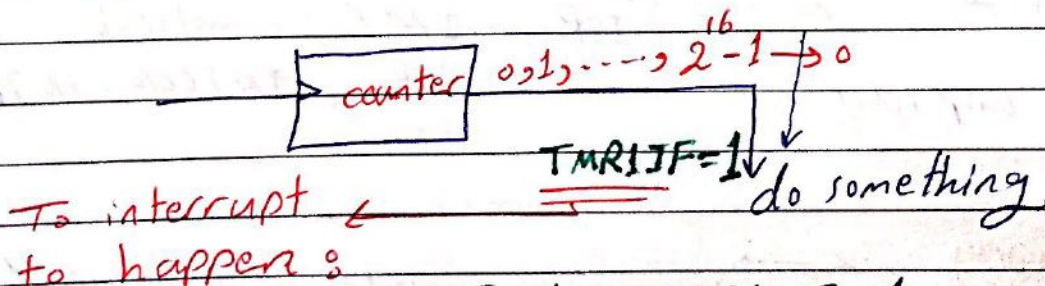 counter 0,1,----, 2^16-1 → 0
TMR1IF=1
do something
To interrupt
to happen :